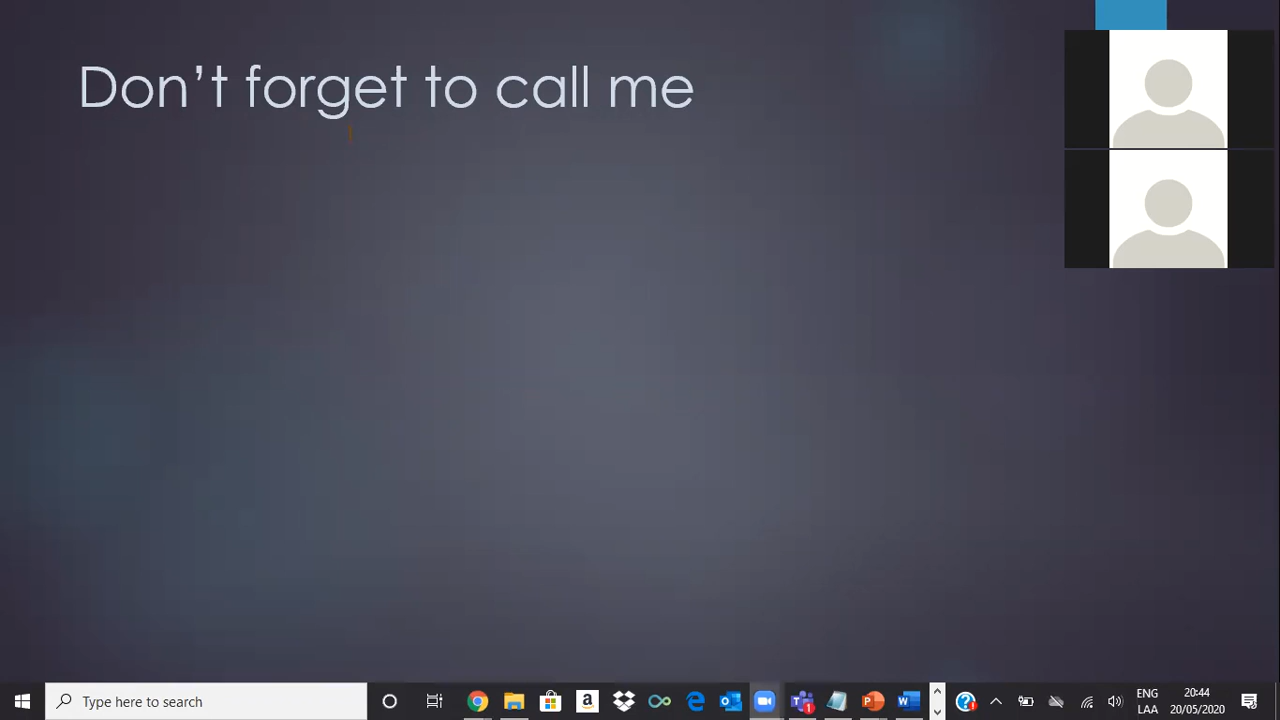 Don’t forget to call me
Type here to search
ENG
LAA
20:44
20/05/2020